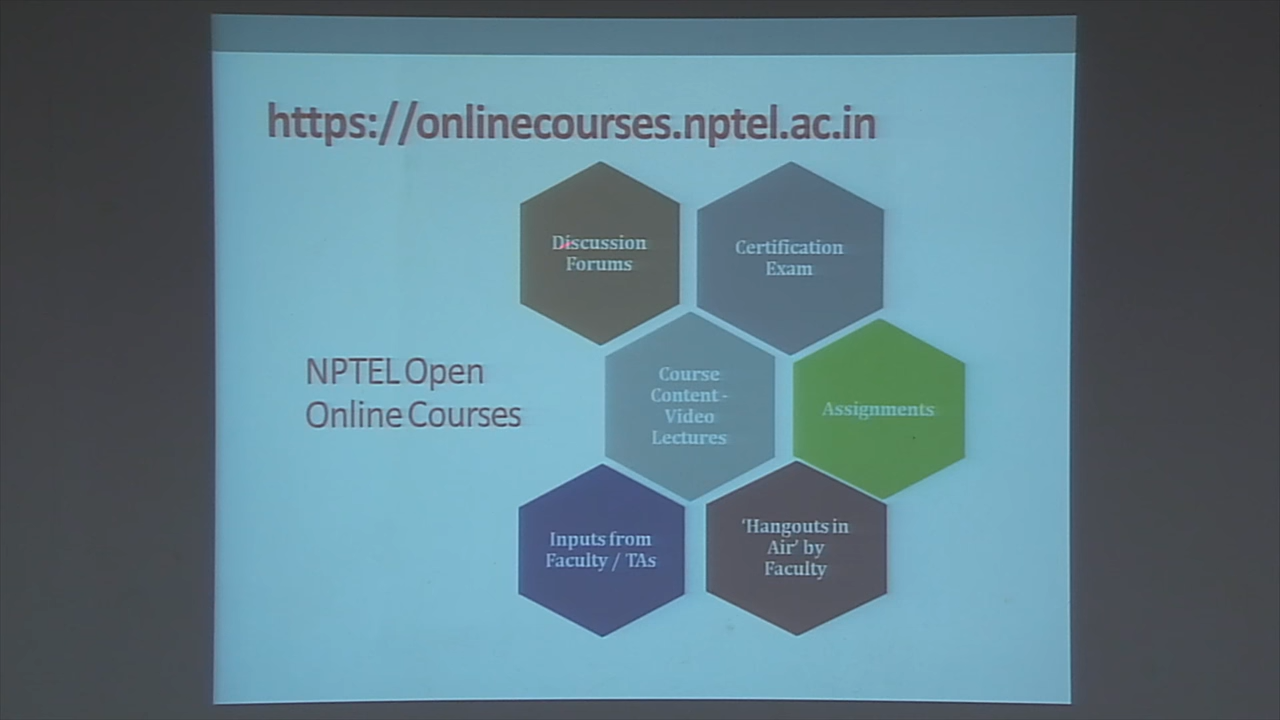 https://onlinecourses.nptel.ac.in
Discussion
Forums
Certification
Exam
NPTEL Open
Online Courses
Course
Content -
Video
Lectures
Assignments
Inputs from
Faculty / TAs
‘Hangouts in
Air’ by
Faculty